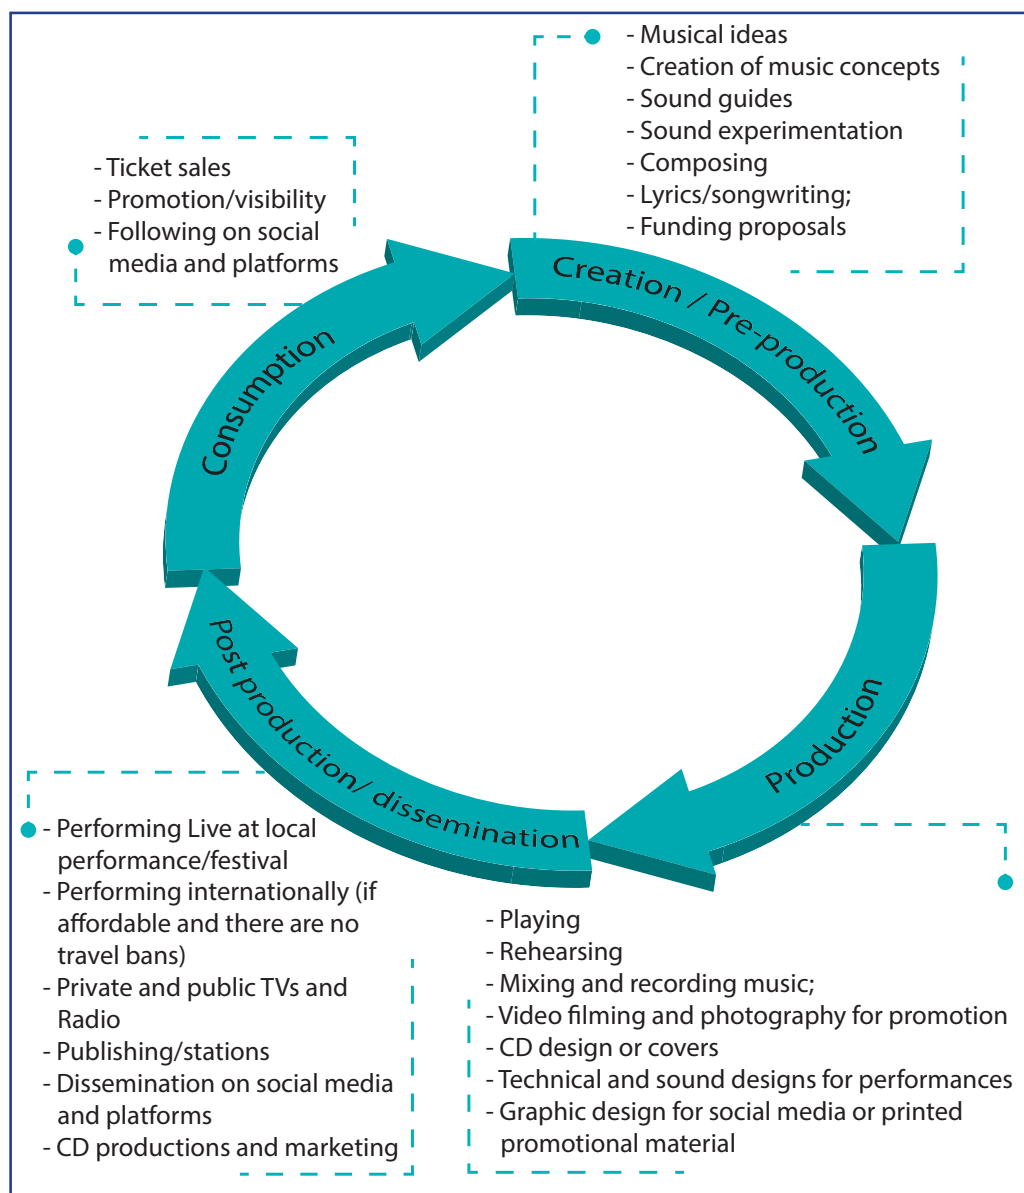 - Musical ideas
- Creation of music concepts
- Sound guides
- Sound experimentation
- Composing
- Lyrics/songwriting;
- Funding proposals
Creation / Pre-production
- Ticket sales
- Promotion/visibility
- Following on social
media and platforms
Consumption
Production
Post production/ dissemination
- Performing Live at local
performance/festival
- Performing internationally (if
affordable and there are no
travel bans)
- Private and public TVs and
Radio
- Publishing/stations
- Dissemination on social media
and platforms
- CD productions and marketing
- Playing
- Rehearsing
- Mixing and recording music;
- Video filming and photography for promotion
- CD design or covers
- Technical and sound designs for performances
- Graphic design for social media or printed
promotional material